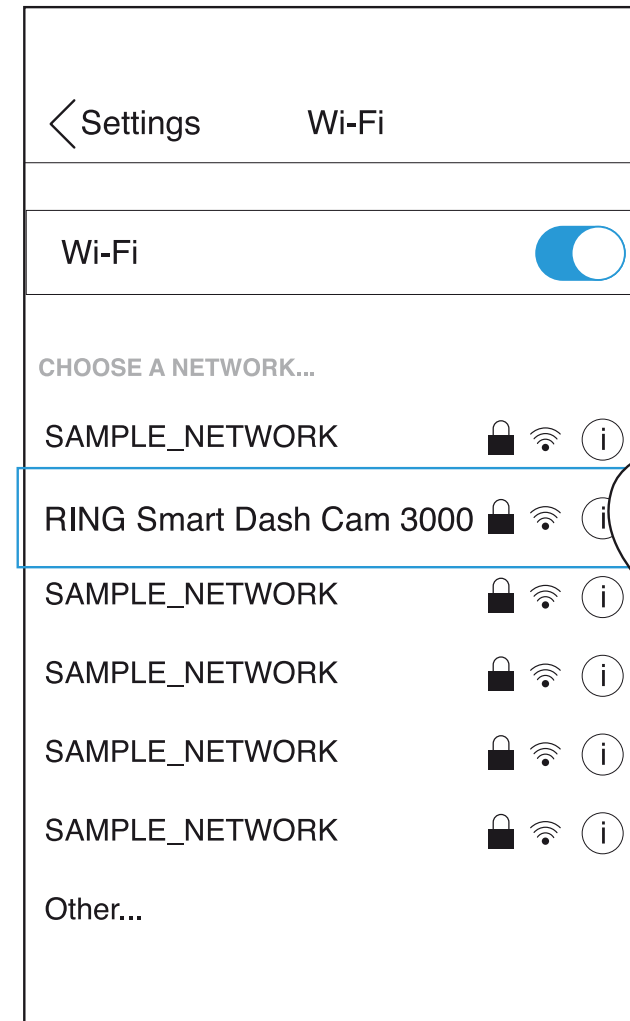 Settings Wi-Fi
Wi-Fi
CHOOSE A NETWORK...
SAMPLE_NETWORK
RING Smart Dash Cam 3000
SAMPLE_NETWORK
SAMPLE_NETWORK
SAMPLE_NETWORK
SAMPLE_NETWORK
Other...